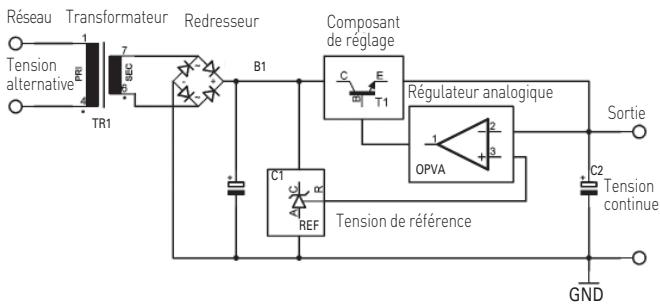 Réseau
Transformateur
Redresseur
Composant
de réglage
1
7
PRI
SEC
4
8
TR1
Tension
alternative
~
-
+
~
B1
C
E
B
T1
Régulateur analogique
1
2
3
OPVA
Sortie
+
C1
C
R
A
REF
Tension de référence
+
C2
Tension
continue
GND